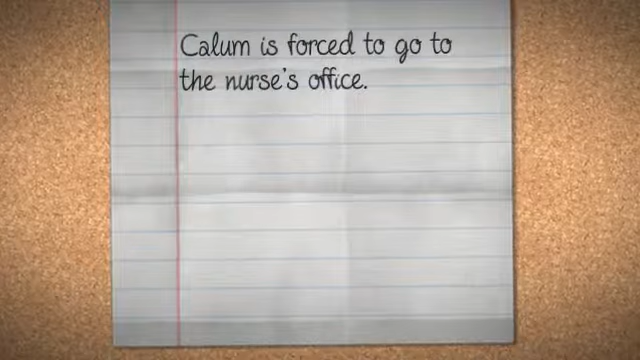 Calum is forced to go to
the nurse's office.